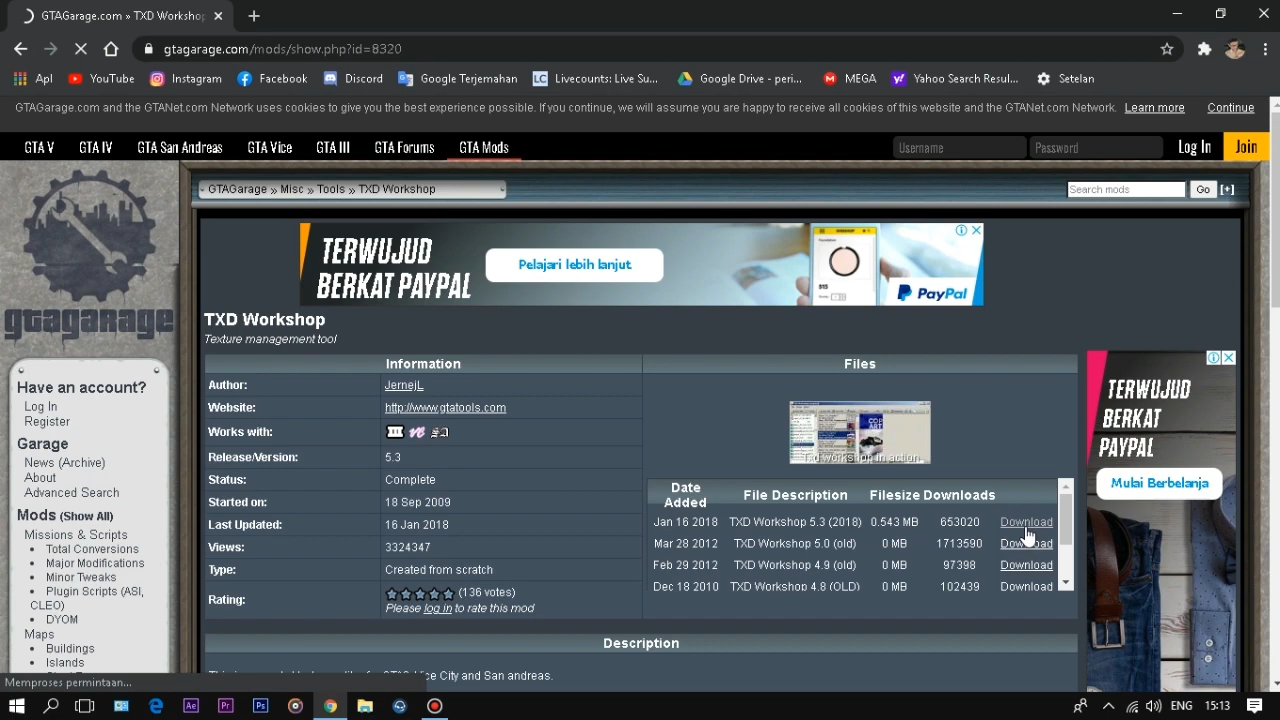 GTAGarage.com » TXD Workshop
gtagarage.com/mods/show.php?id=8320
Apl YouTube Instagram Facebook Discord Google Terjemahan Livecounts: Live Su... Google Drive - peri... MEGA Yahoo Search Resul... Setelan
GTAGarage.com and the GTANet.com Network uses cookies to give you the best experience possible. If you continue, we will assume you are happy to receive all cookies of this website and the GTANet.com Network. Learn more Continue
GTA V GTA IV GTA San Andreas GTA Vice GTA III GTA Forums GTA Mods Username Password Log In Join
GTAGarage » Misc » Tools » TXD Workshop Search mods Go [+]
TERWUJUD
BERKAT PAYPAL
Pelajari lebih lanjut
PayPal
gtagarage
TXD Workshop
Texture management tool
Information
Author: JernejL
Website: http://www.gtatools.com
Works with:
Release/Version: 5.3
Status: Complete
Started on: 18 Sep 2009
Last Updated: 16 Jan 2018
Views: 3324347
Type: Created from scratch
Rating: (136 votes)
Please log in to rate this mod
Files
Txd workshop in action
Date Added File Description Filesize Downloads
Jan 16 2018 TXD Workshop 5.3 (2018) 0.543 MB 653020 Download
Mar 28 2012 TXD Workshop 5.0 (old) 0 MB 1713590 Download
Feb 29 2012 TXD Workshop 4.9 (old) 0 MB 97398 Download
Dec 18 2010 TXD Workshop 4.8 (OLD) 0 MB 102439 Download
TERWUJUD
BERKAT
PAYPAL
Mulai Berbelanja
Have an account?
Log In
Register
Garage
News (Archive)
About
Advanced Search
Mods (Show All)
Missions & Scripts
Total Conversions
Major Modifications
Minor Tweaks
Plugin Scripts (ASI,
CLEO)
DYOM
Maps
Buildings
Islands
Description
Vice City and San andreas.
Memproses permintaan...
Ae Pr Ps ENG 15:13